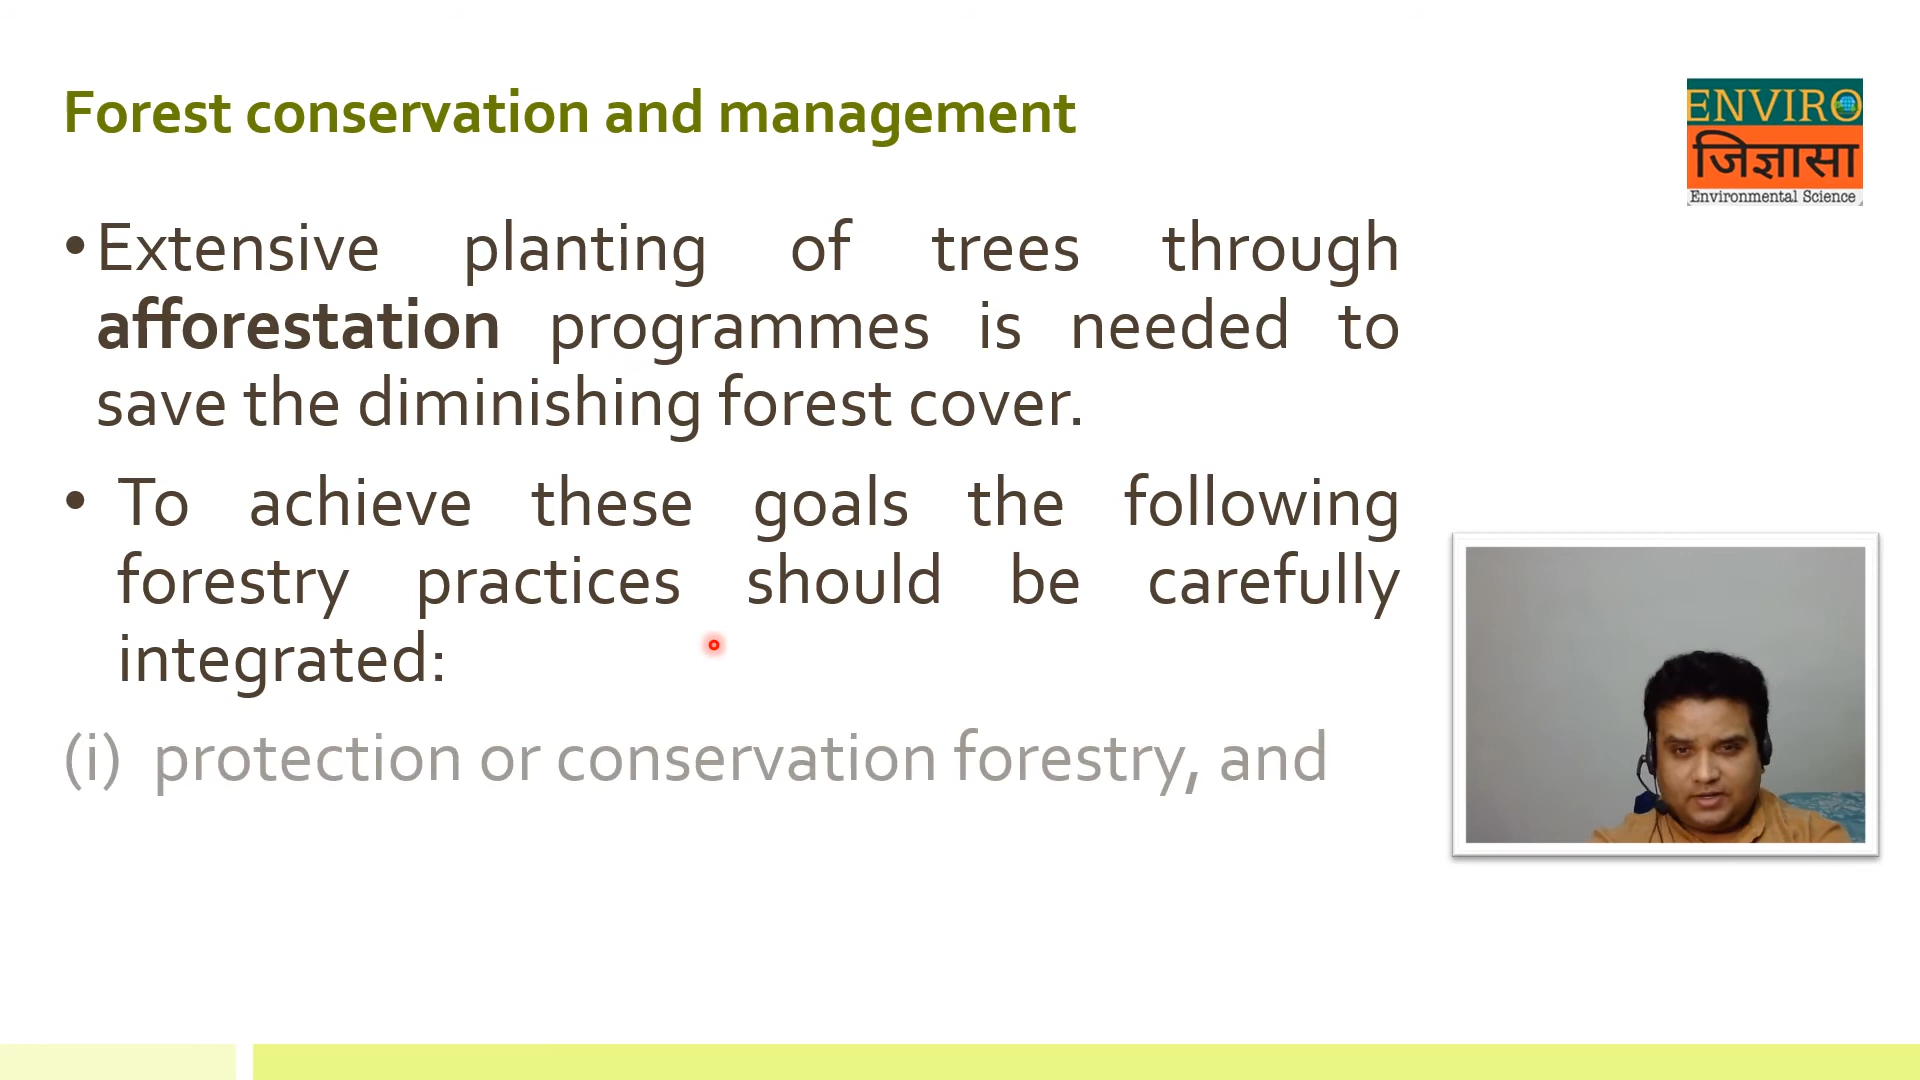 Forest conservation and management
ENVIRO
जिज्ञासा
Environmental Science
• Extensive planting of trees through
afforestation programmes is needed to
save the diminishing forest cover.
• To achieve these goals the following
forestry practices should be carefully
integrated:
(i) protection or conservation forestry, and